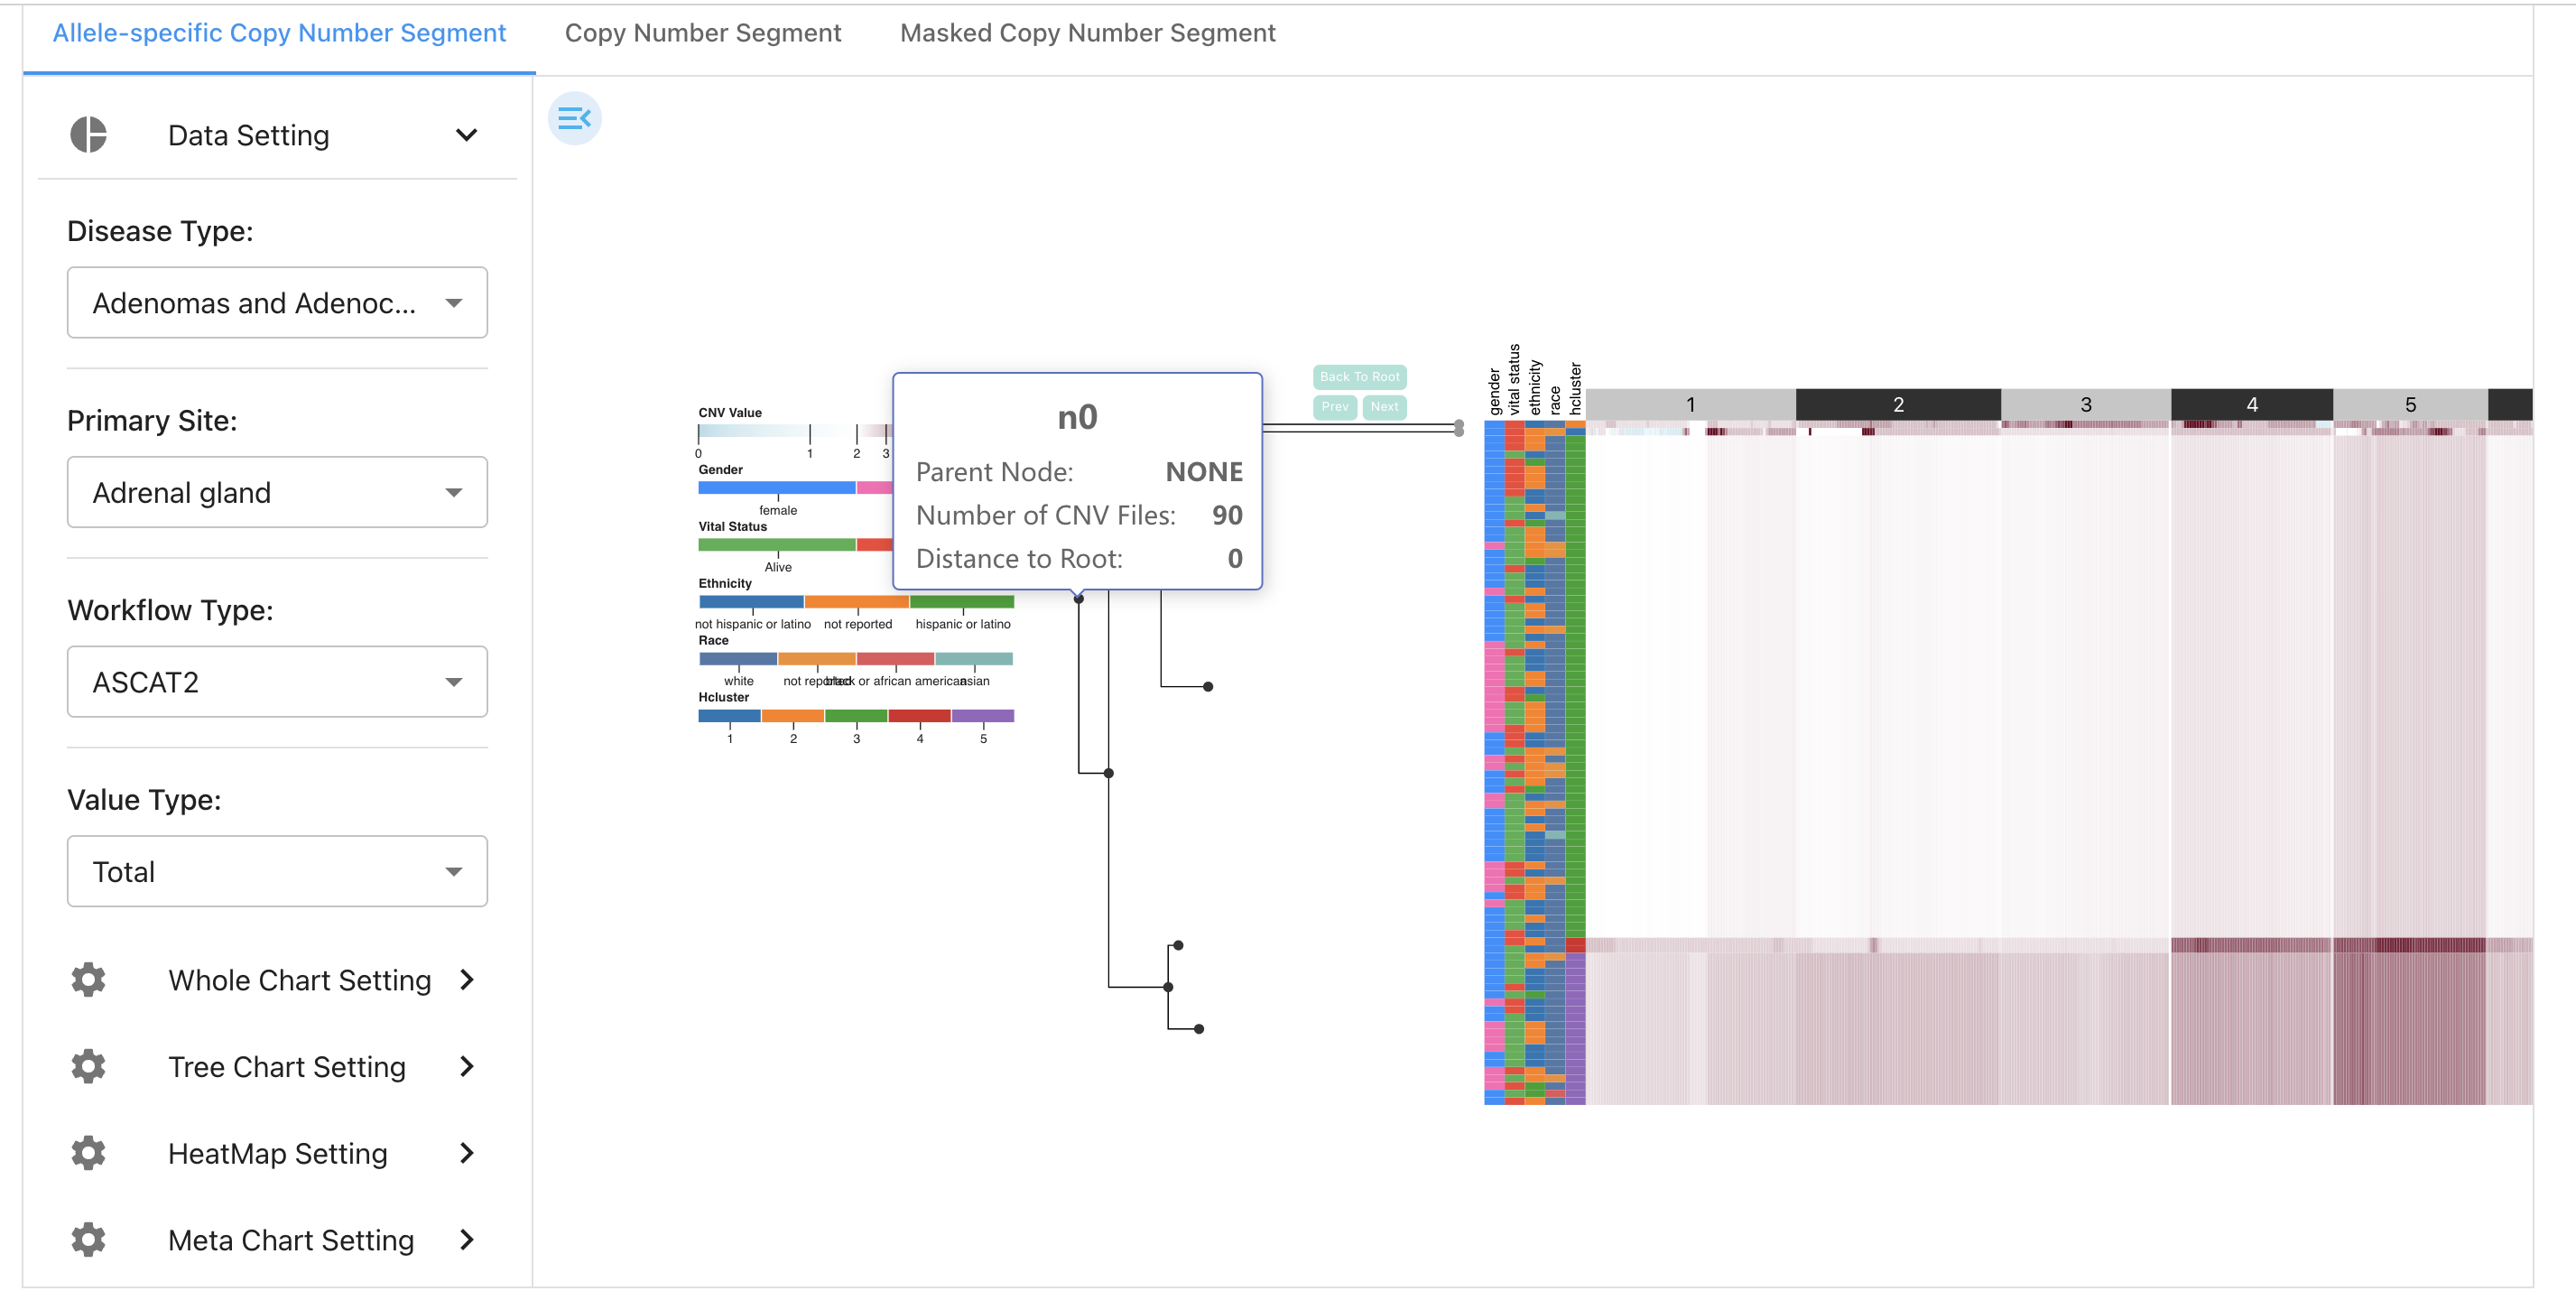 Allele-specific Copy Number Segment
Copy Number Segment
Masked Copy Number Segment
Data Setting
Disease Type:
Adenomas and Adenoc...
Primary Site:
Adrenal gland
Workflow Type:
ASCAT2
Value Type:
Total
Whole Chart Setting
Tree Chart Setting
HeatMap Setting
Meta Chart Setting
CNV Value
0 1 2 3
Gender
female
Vital Status
Alive
Ethnicity
not hispanic or latino not reported hispanic or latino
Race
white not reported black or african american asian
Hcluster
1 2 3 4 5
n0
Parent Node: NONE
Number of CNV Files: 90
Distance to Root: 0
Back To Root
Prev Next
gender
vital status
ethnicity
race
hcluster
1 2 3 4 5